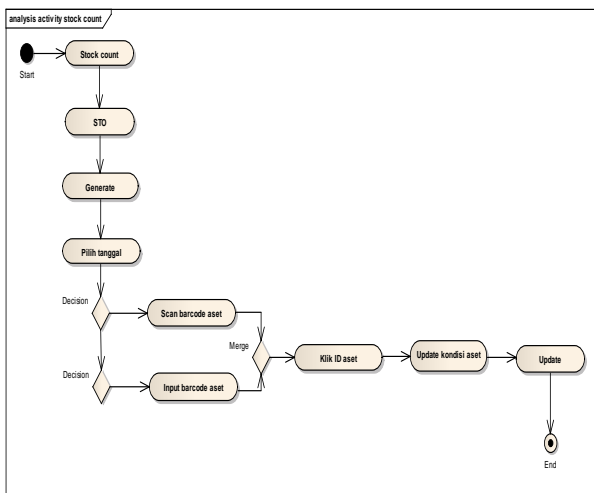 analysis activity stock count
Stock count
Start
STO
Generate
Pilih tanggal
Decision
Scan barcode aset
Merge
Klik ID aset
Update kondisi aset
Update
Decision
Input barcode aset
End